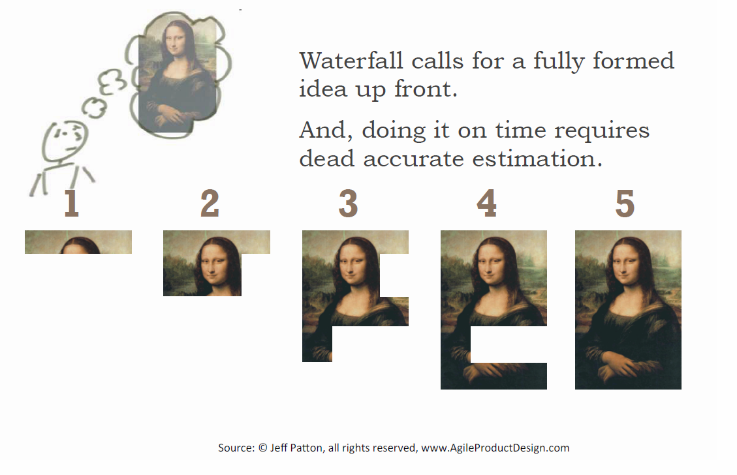 Waterfall calls for a fully formed
idea up front.
And, doing it on time requires
dead accurate estimation.
1 2 3 4 5
Source: © Jeff Patton, all rights reserved, www.AgileProductDesign.com